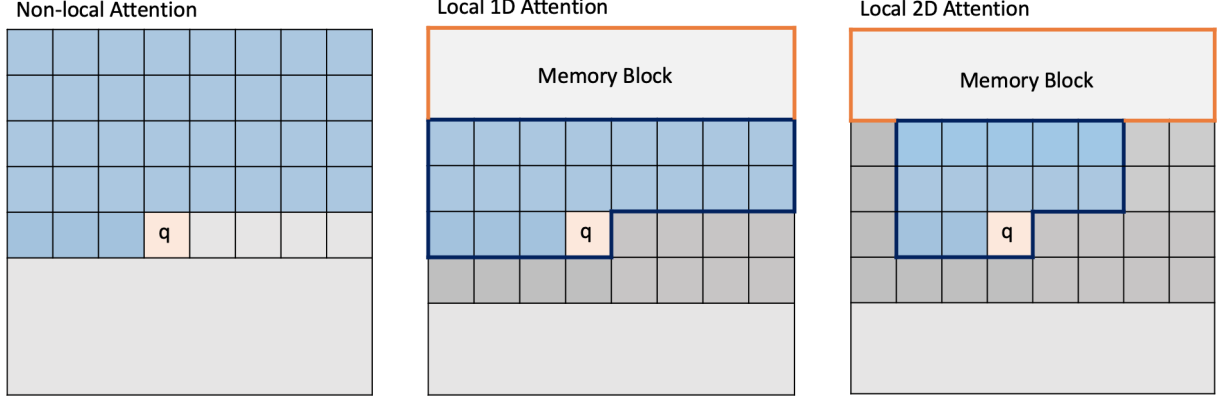 Non-local Attention
Local 1D Attention
Local 2D Attention
Memory Block
Memory Block
q
q
q